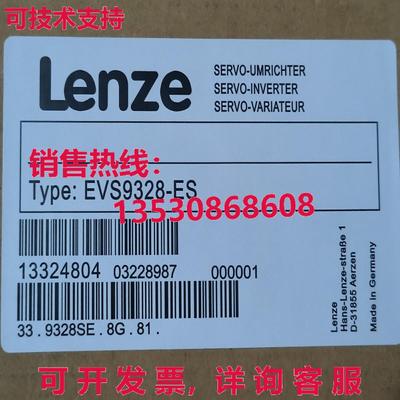 可技术支持
Lenze
SERVO-UMRICHTER
SERVO-INVERTER
SERVO-VARIATEUR
销售热线:
Type: EVS9328-ES
13530868608
13324804 03228987 000001
33.9328SE.8G.81.
Lenze
Hans-Lenze-straße 1
D-31855 Aerzen
Made in Germany
可开发票,详询客服